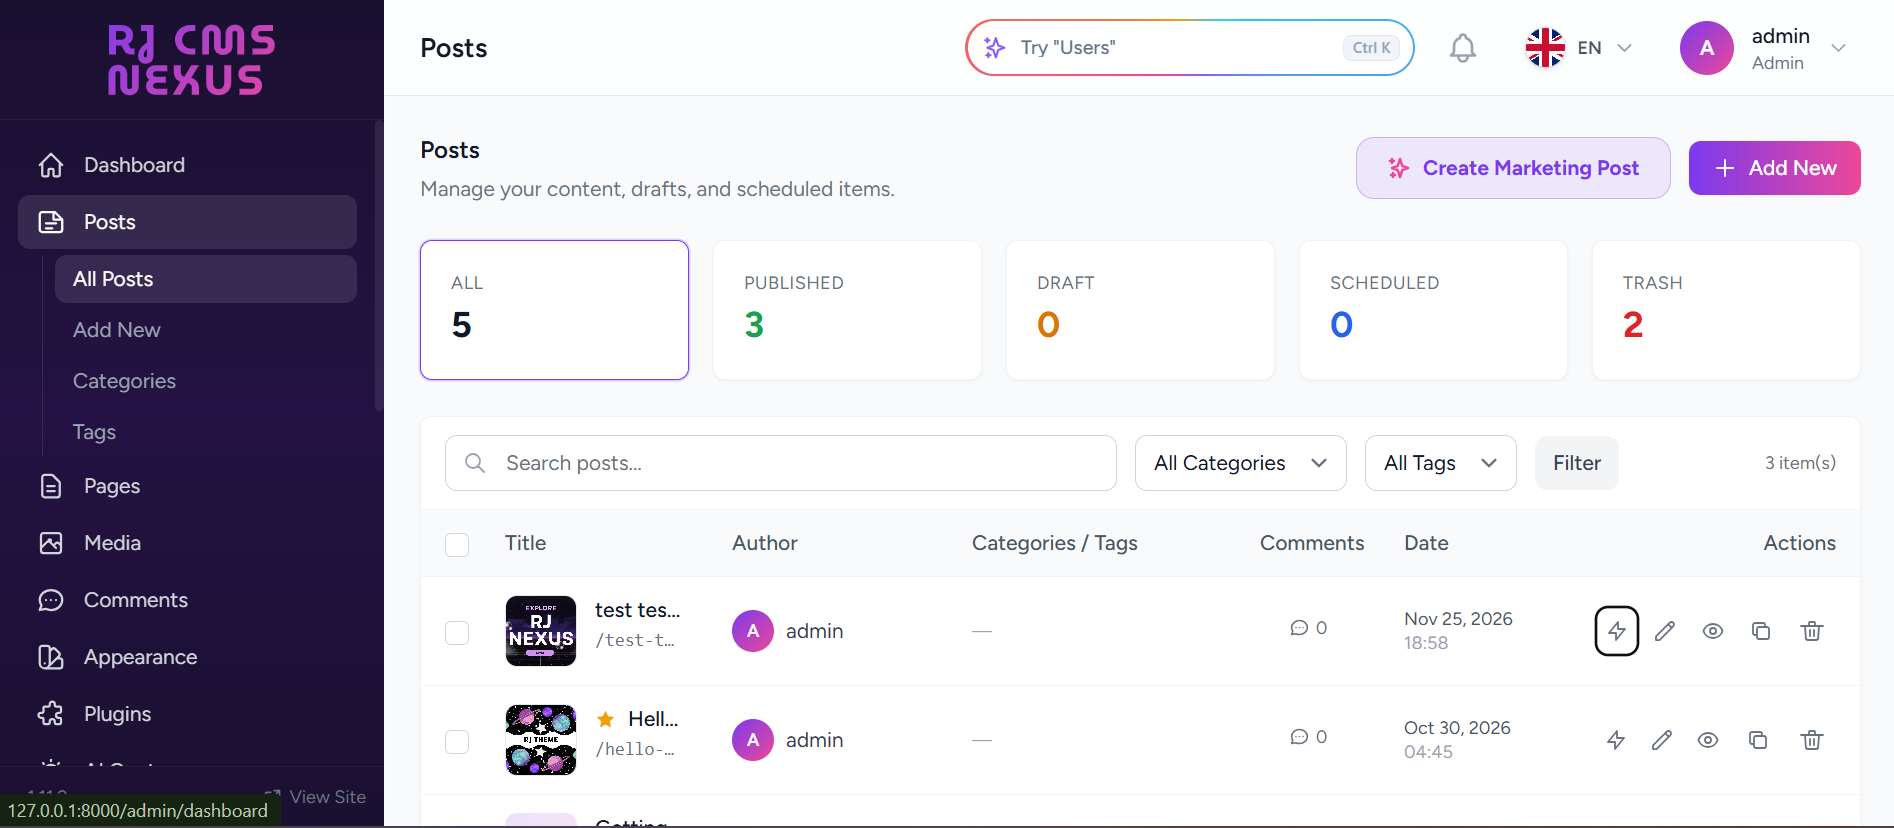 RJ CMS
NEXUS
Posts
Try "Users"
Ctrl K
EN
A
admin
Admin
Dashboard
Posts
All Posts
Add New
Categories
Tags
Pages
Media
Comments
Appearance
Plugins
View Site
127.0.0.1:8000/admin/dashboard
Posts
Manage your content, drafts, and scheduled items.
Create Marketing Post
Add New
ALL
5
PUBLISHED
3
DRAFT
0
SCHEDULED
0
TRASH
2
Search posts...
All Categories
All Tags
Filter
3 item(s)
Title
Author
Categories / Tags
Comments
Date
Actions
EXPLORE
RJ
NEXUS
test tes...
/test-t...
A
admin
—
0
Nov 25, 2026
18:58
RJ THEME
Hell...
/hello-...
A
admin
—
0
Oct 30, 2026
04:45
Getting